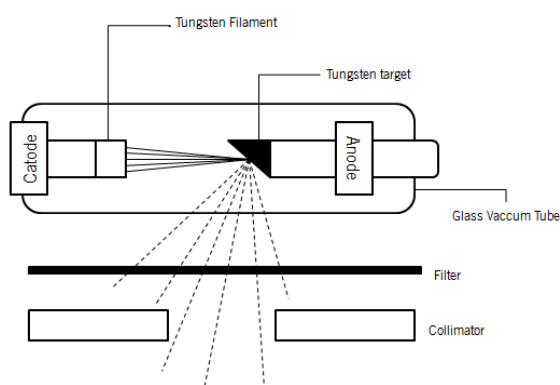 Tungsten Filament
Tungsten target
Catode
Anode
Glass Vaccum Tube
Filter
Collimator